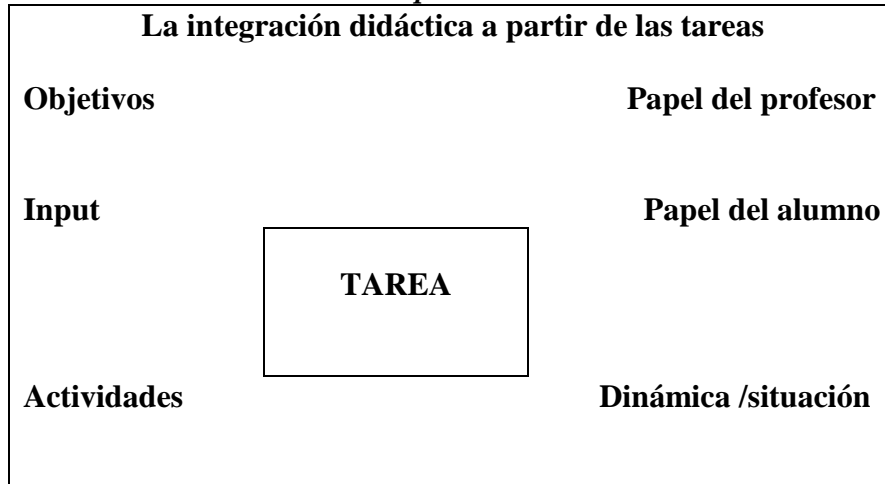 La integración didáctica a partir de las tareas
Objetivos Papel del profesor
Input Papel del alumno
TAREA
Actividades Dinámica /situación